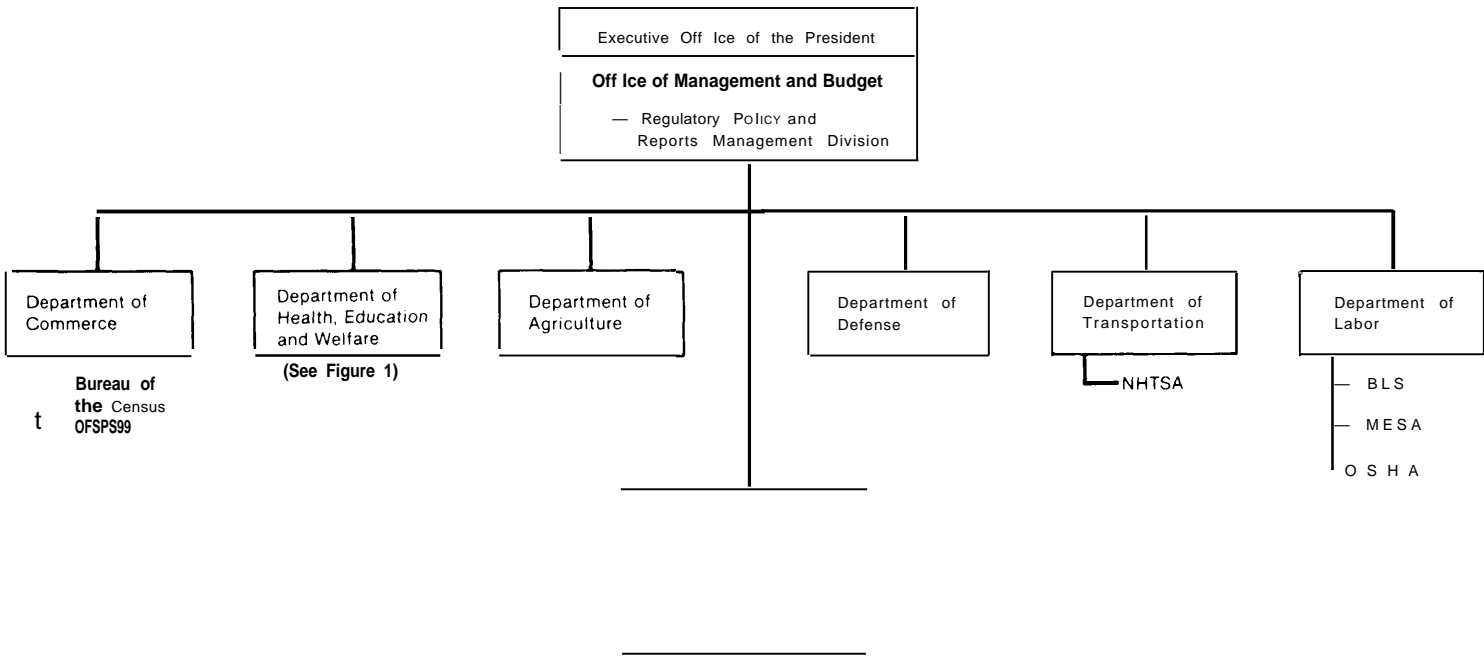 Executive Off Ice of the President
Off Ice of Management and Budget
— Regulatory PoIIcY and
Reports Management Division
Department of
Commerce
Department of
Health, Education
and Welfare
Department of
Agriculture
Department of
Defense
Department of
Transportation
Department of
Labor
Bureau of
the Census
t OFSPS99
(See Figure 1)
NHTSA
— BLS
— MESA
OSHA